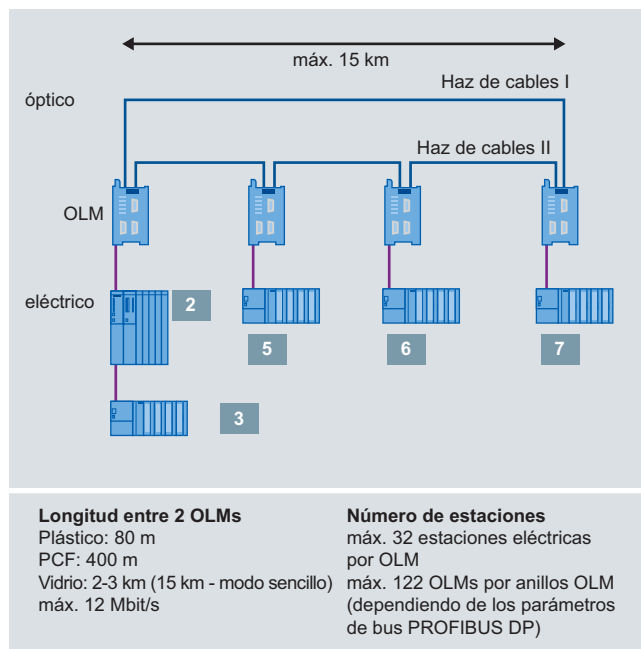 máx. 15 km
Haz de cables I
óptico
Haz de cables II
OLM
eléctrico
2
5
6
7
3
Longitud entre 2 OLMs
Plástico: 80 m
PCF: 400 m
Vidrio: 2-3 km (15 km - modo sencillo)
máx. 12 Mbit/s
Número de estaciones
máx. 32 estaciones eléctricas
por OLM
máx. 122 OLMs por anillos OLM
(dependiendo de los parámetros
de bus PROFIBUS DP)